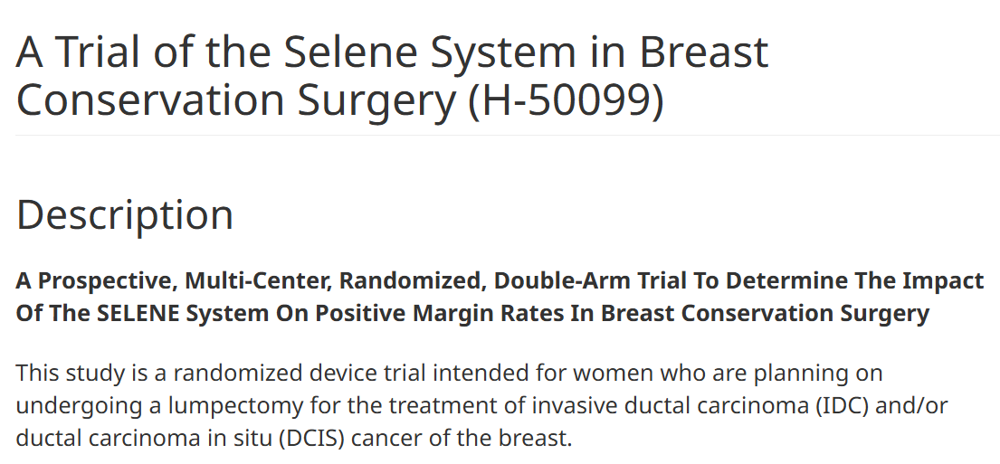 A Trial of the Selene System in Breast
Conservation Surgery (H-50099)
Description
A Prospective, Multi-Center, Randomized, Double-Arm Trial To Determine The Impact
Of The SELENE System On Positive Margin Rates In Breast Conservation Surgery
This study is a randomized device trial intended for women who are planning on
undergoing a lumpectomy for the treatment of invasive ductal carcinoma (IDC) and/or
ductal carcinoma in situ (DCIS) cancer of the breast.